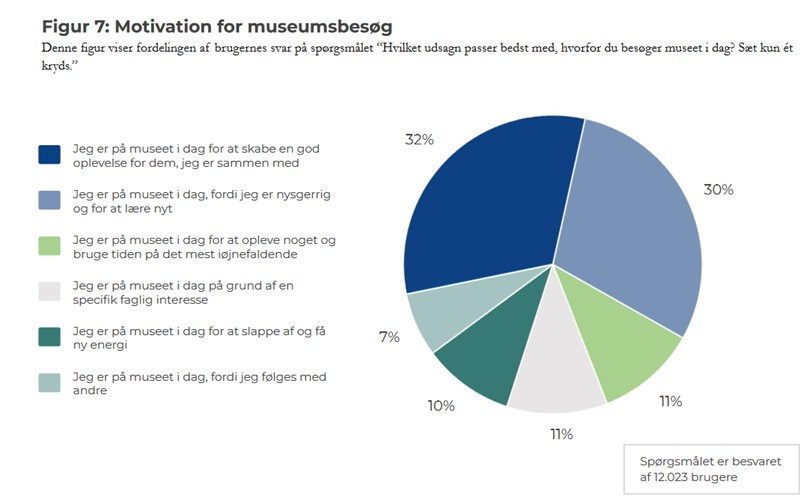 Figur 7: Motivation for museumsbesøg
Denne figur viser fordelingen af brugernes svar på spørgsmålet “Hvilket udsagn passer bedst med, hvorfor du besøger museet i dag? Sæt kun ét
kryds.”
Jeg er på museet i dag for at skabe en god
oplevelse for dem, jeg er sammen med
Jeg er på museet i dag, fordi jeg er nysgerrig
og for at lære nyt
Jeg er på museet i dag for at opleve noget og
bruge tiden på det mest iøjnefaldende
Jeg er på museet i dag på grund af en
specifik faglig interesse
Jeg er på museet i dag for at slappe af og få
ny energi
Jeg er på museet i dag, fordi jeg følges med
andre
32%
30%
7%
10%
11%
11%
Spørgsmålet er besvaret
af 12.023 brugere